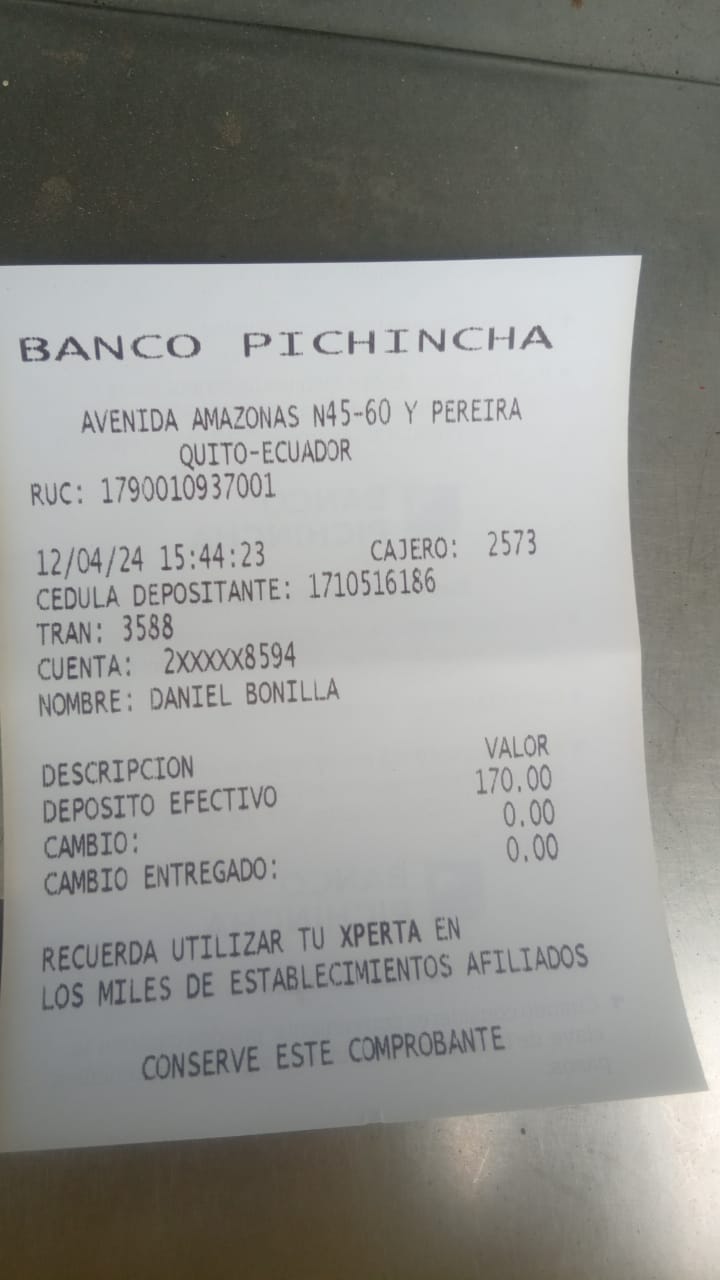 BANCO PICHINCHA
AVENIDA AMAZONAS N45-60 Y PEREIRA
QUITO-ECUADOR
RUC: 1790010937001
12/04/24 15:44:23 CAJERO: 2573
CEDULA DEPOSITANTE: 1710516186
TRAN: 3588
CUENTA: 2XXXXX8594
NOMBRE: DANIEL BONILLA
DESCRIPCION VALOR
DEPOSITO EFECTIVO 170.00
CAMBIO: 0.00
CAMBIO ENTREGADO: 0.00
RECUERDA UTILIZAR TU XPERTA EN
LOS MILES DE ESTABLECIMIENTOS AFILIADOS
CONSERVE ESTE COMPROBANTE